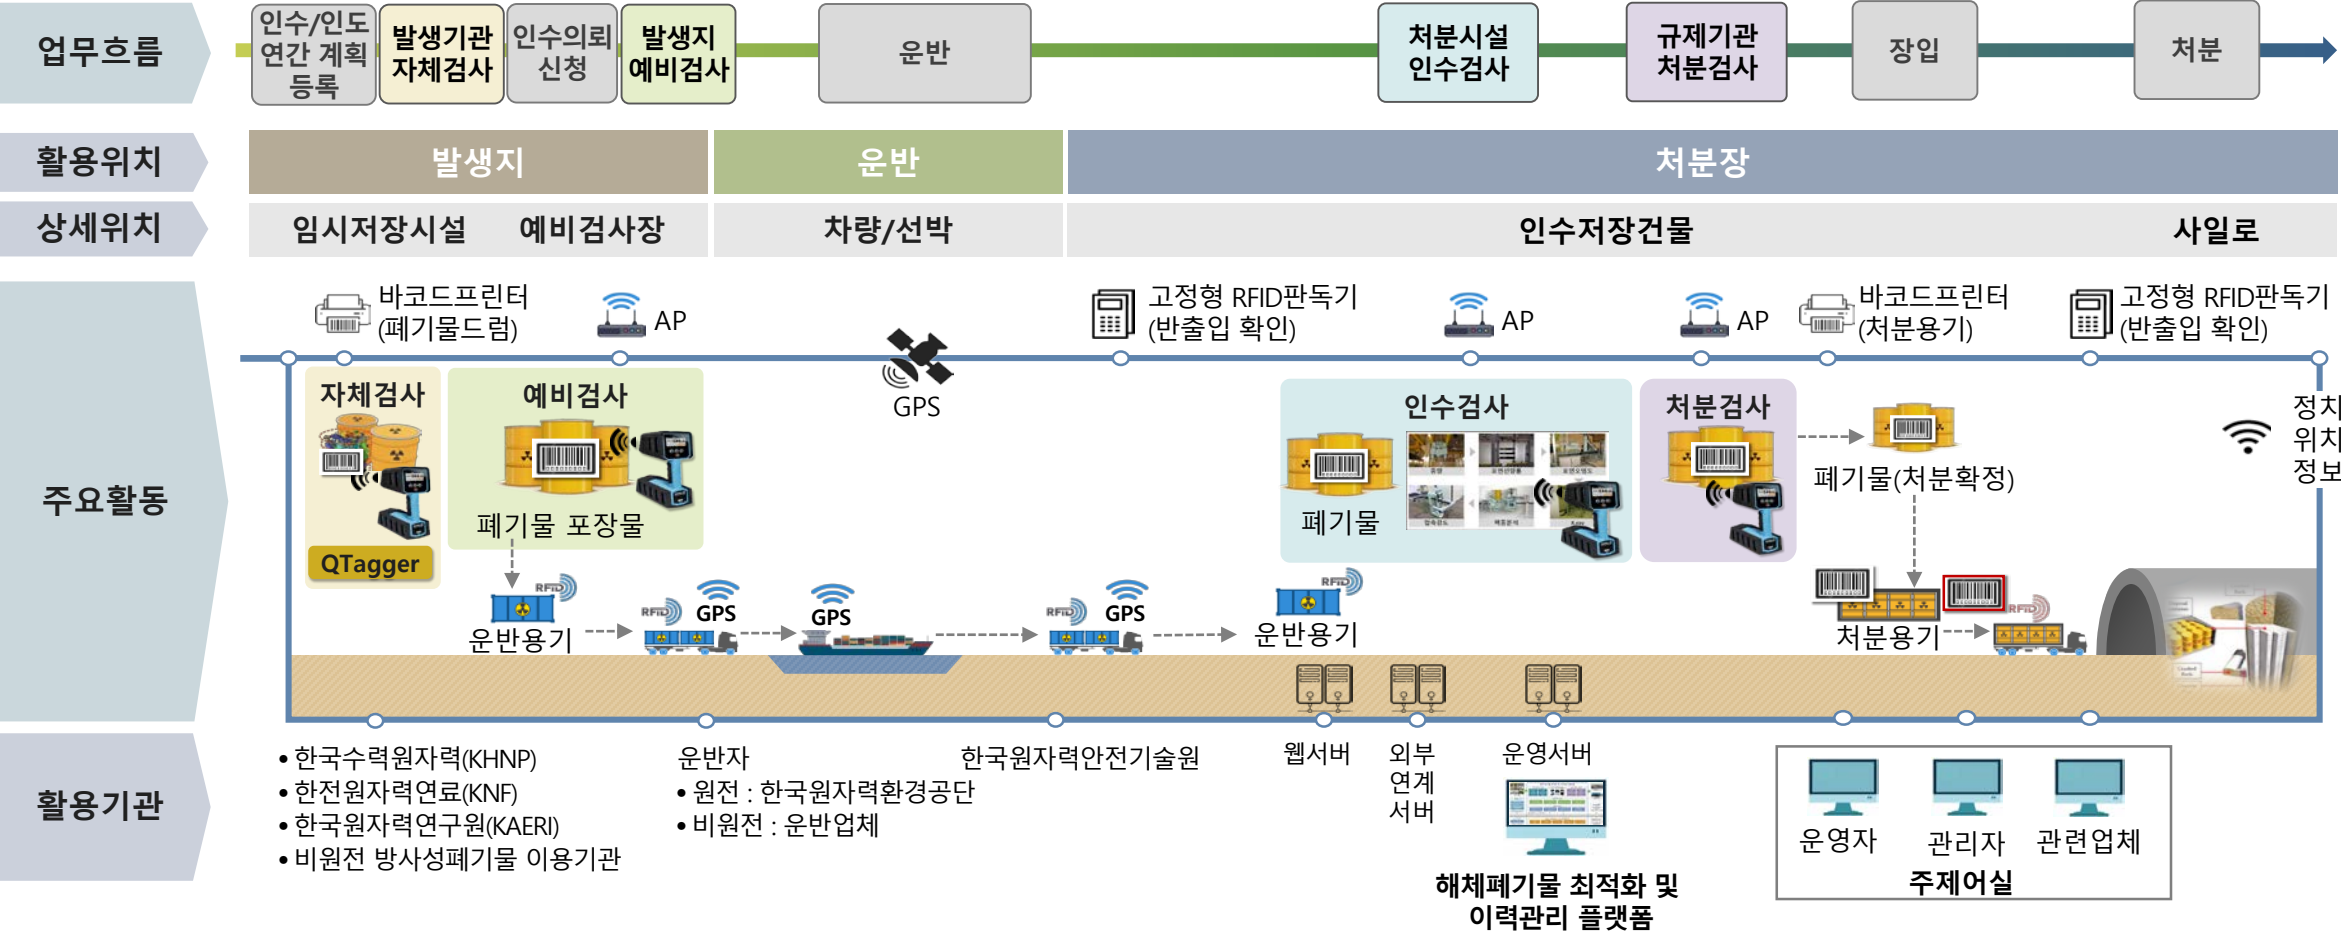 업무흐름
인수/인도
연간 계획
등록
발생기관
자체검사
인수의뢰
신청
발생지
예비검사
운반
처분시설
인수검사
규제기관
처분검사
장입
처분
활용위치
발생지
운반
처분장
상세위치
임시저장시설
예비검사장
차량/선박
인수저장건물
사일로
주요활동
바코드프린터
(폐기물드럼)
AP
GPS
고정형 RFID판독기
(반출입 확인)
AP
AP
바코드프린터
(처분용기)
고정형 RFID판독기
(반출입 확인)
자체검사
QTagger
예비검사
폐기물 포장물
인수검사
폐기물
처분검사
폐기물(처분확정)
정치
위치
정보
RFID
운반용기
RFID
GPS
GPS
RFID
GPS
RFID
운반용기
처분용기
RFID
활용기관
• 한국수력원자력(KHNP)
• 한전원자력연료(KNF)
• 한국원자력연구원(KAERI)
• 비원전 방사성폐기물 이용기관
운반자
• 원전 : 한국원자력환경공단
• 비원전 : 운반업체
한국원자력안전기술원
웹서버
외부
연계
서버
운영서버
해체폐기물 최적화 및
이력관리 플랫폼
운영자
관리자
관련업체
주제어실